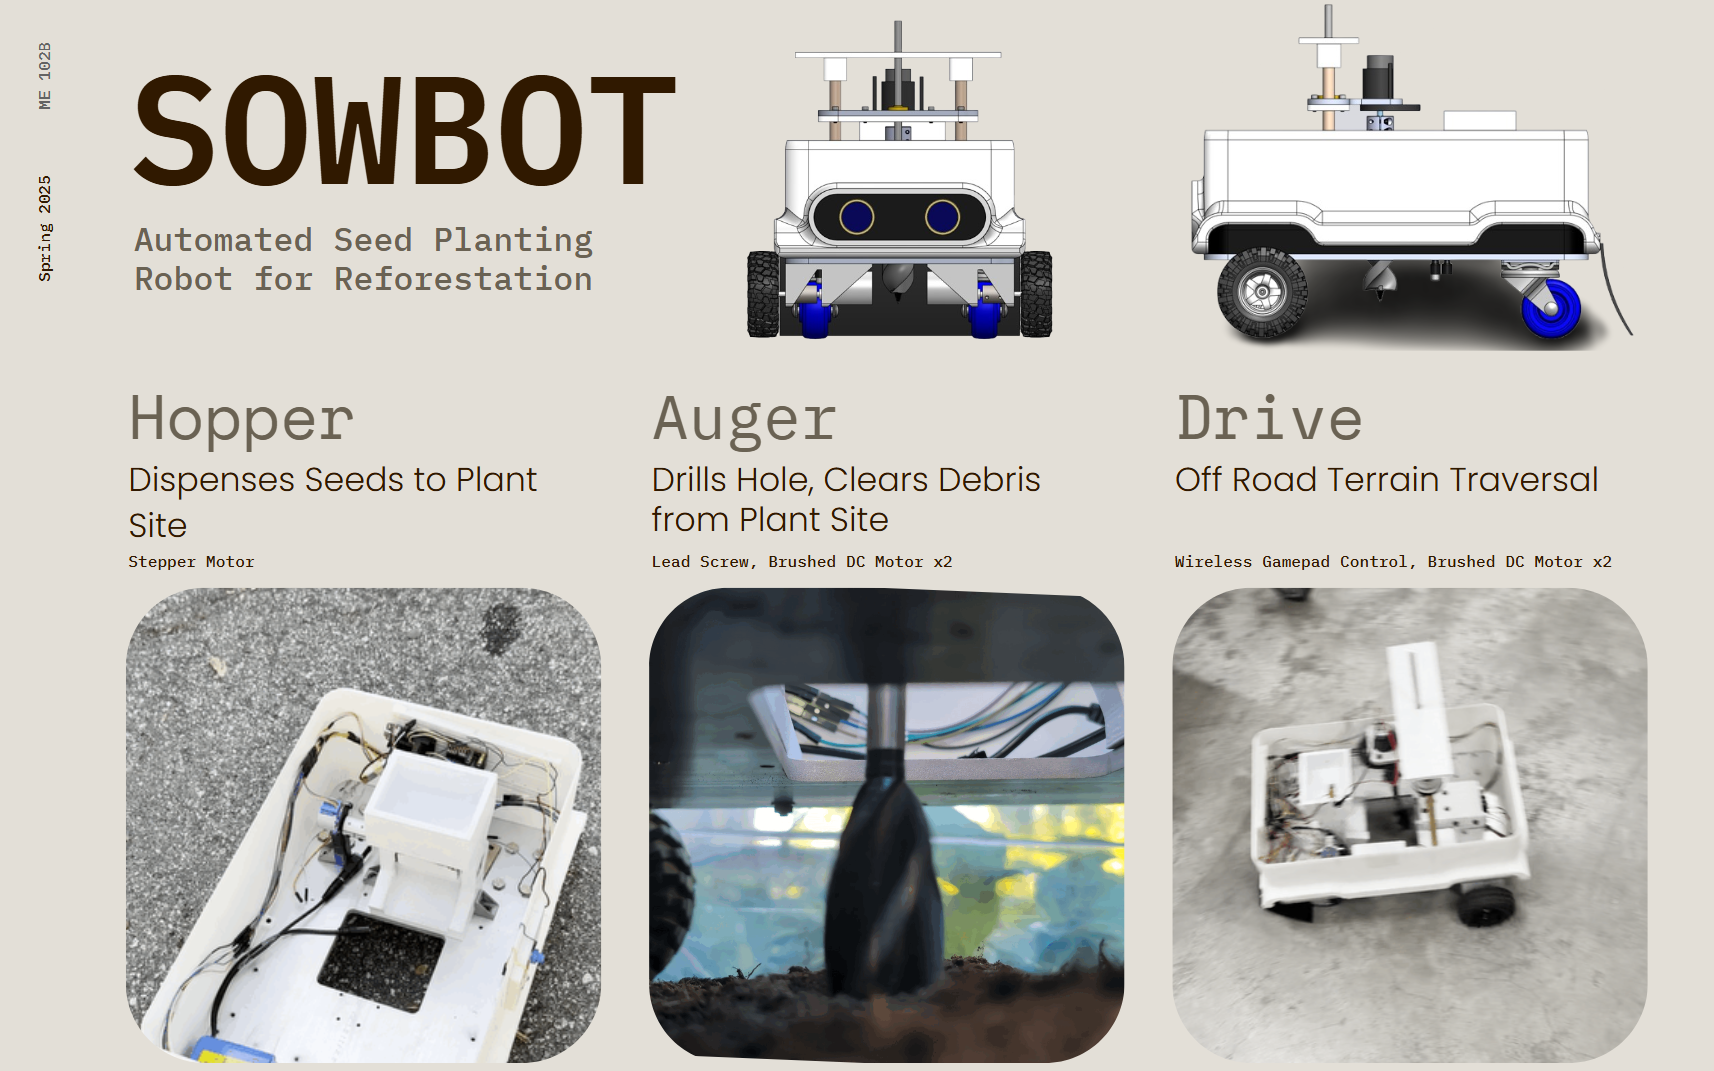 ME 102B
Spring 2025
SOWBOT
Automated Seed Planting
Robot for Reforestation
Hopper
Dispenses Seeds to Plant
Site
Stepper Motor
Auger
Drills Hole, Clears Debris
from Plant Site
Lead Screw, Brushed DC Motor x2
Drive
Off Road Terrain Traversal
Wireless Gamepad Control, Brushed DC Motor x2